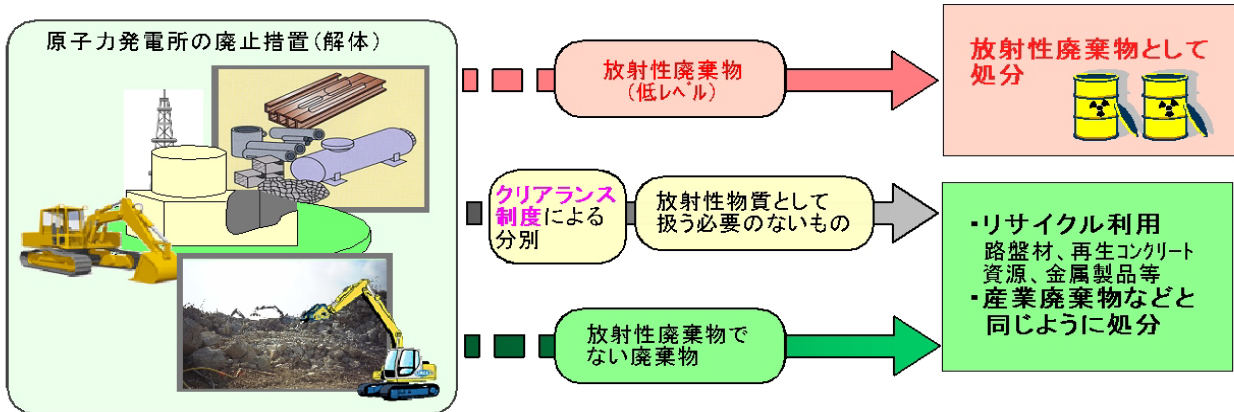 原子力発電所の廃止措置(解体)
放射性廃棄物
(低レベル)
放射性廃棄物として
処分
クリアランス
制度による
分別
放射性物質として
扱う必要のないもの
・リサイクル利用
路盤材、再生コンクリート
資源、金属製品等
・産業廃棄物などと
同じように処分
放射性廃棄物で
ない廃棄物